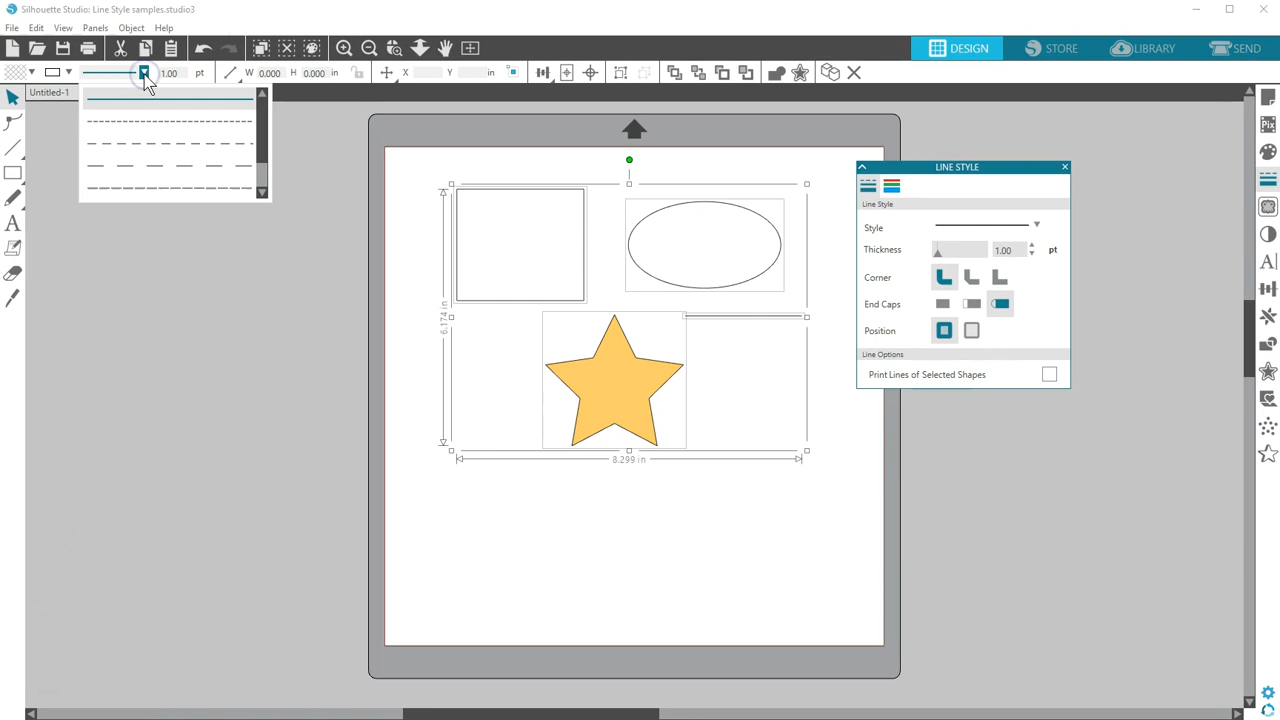 Silhouette Studio: Line Style samples.studio3
File Edit View Panels Object Help
DESIGN STORE LIBRARY SEND
1.00 pt W 0.000 H 0.000 in X Y in
Untitled-1
Pix
LINE STYLE
Line Style
Style
Thickness 1.00 pt
Corner
End Caps
Position
Line Options
Print Lines of Selected Shapes
6.174 in
8.299 in